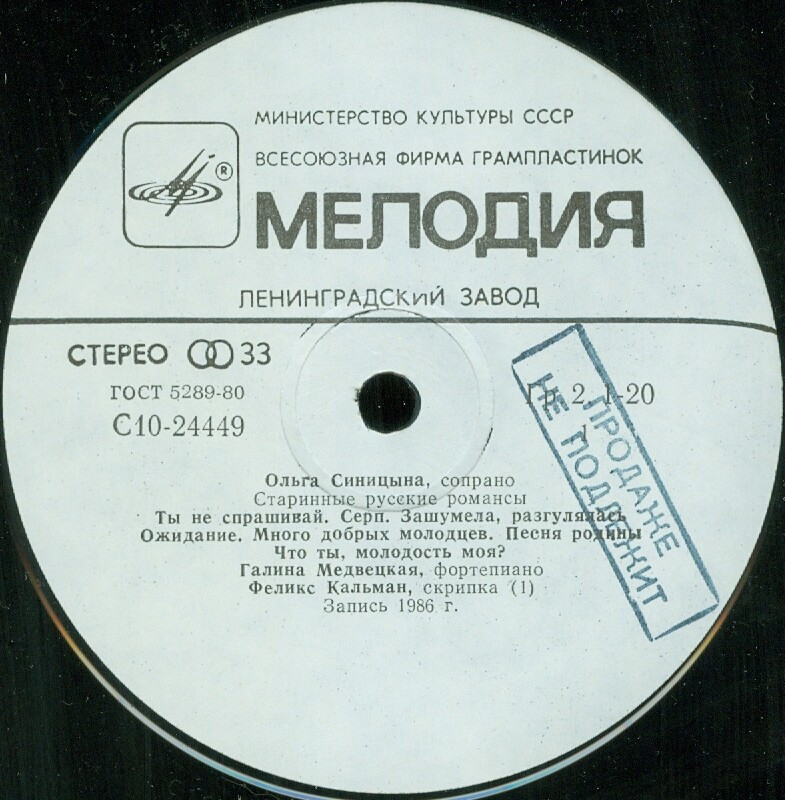 МИНИСТЕРСТВО КУЛЬТУРЫ СССР
ВСЕСОЮЗНАЯ ФИРМА ГРАМПЛАСТИНОК
®
МЕЛОДИЯ
ЛЕНИНГРАДСКИЙ ЗАВОД
СТЕРЕО 33
ГОСТ 5289-80
Гр. 2. 1-20
С10-24449
1
ПРОДАЖЕ
НЕ ПОДЛЕЖИТ
Ольга Синицына, сопрано
Старинные русские романсы
Ты не спрашивай. Серп. Зашумела, разгулялась
Ожидание. Много добрых молодцев. Песня родины
Что ты, молодость моя?
Галина Медвецкая, фортепиано
Феликс Кальман, скрипка (1)
Запись 1986 г.